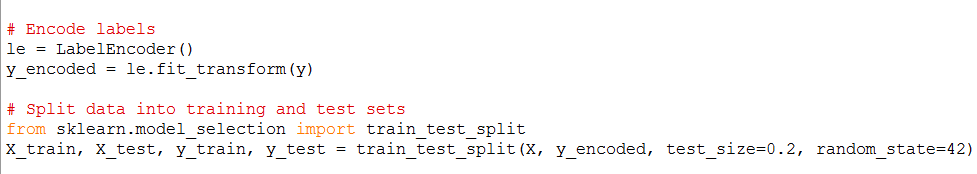 # Encode labels
le = LabelEncoder()
y_encoded = le.fit_transform(y)
# Split data into training and test sets
from sklearn.model_selection import train_test_split
X_train, X_test, y_train, y_test = train_test_split(X, y_encoded, test_size=0.2, random_state=42)